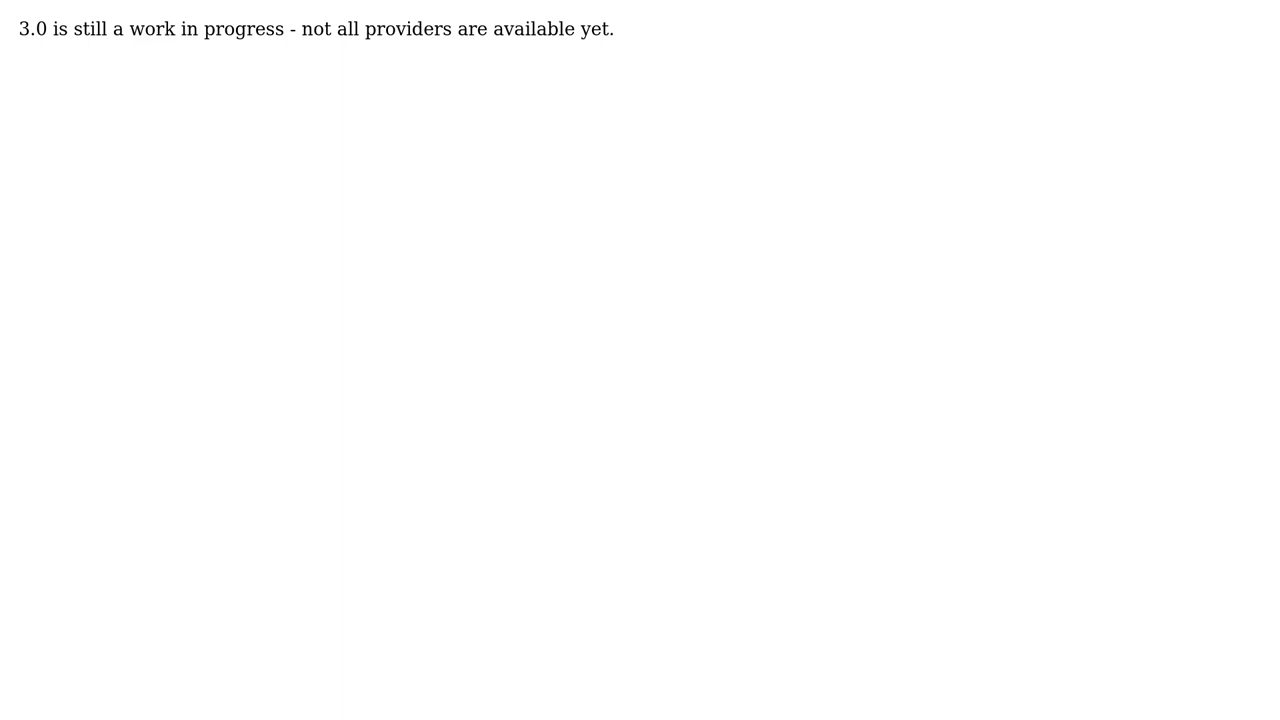 3.0 is still a work in progress - not all providers are available yet.